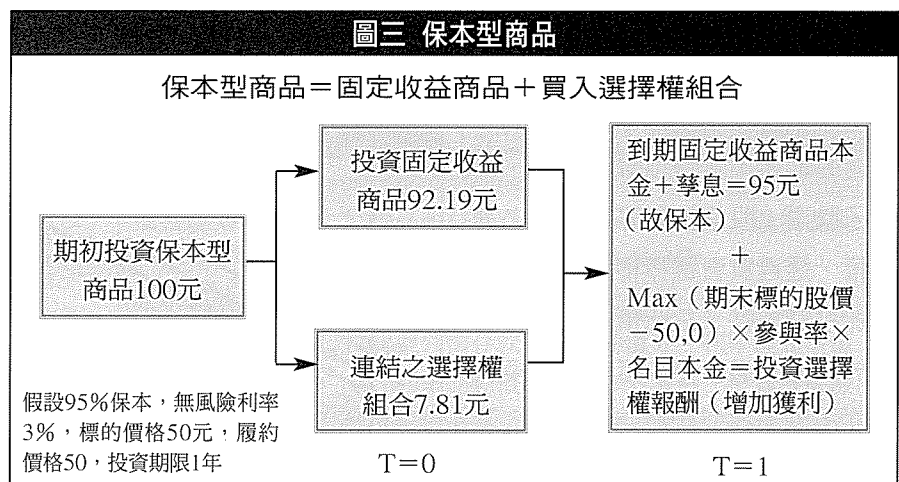 圖三 保本型商品
保本型商品＝固定收益商品＋買入選擇權組合
期初投資保本型
商品100元
投資固定收益
商品92.19元
連結之選擇權
組合7.81元
到期固定收益商品本
金＋孳息＝95元
（故保本）
＋
Max（期末標的股價
－50,0）×參與率×
名目本金＝投資選擇
權報酬（增加獲利）
假設95%保本，無風險利率
3%，標的價格50元，履約
價格50，投資期限1年
T＝0
T＝1